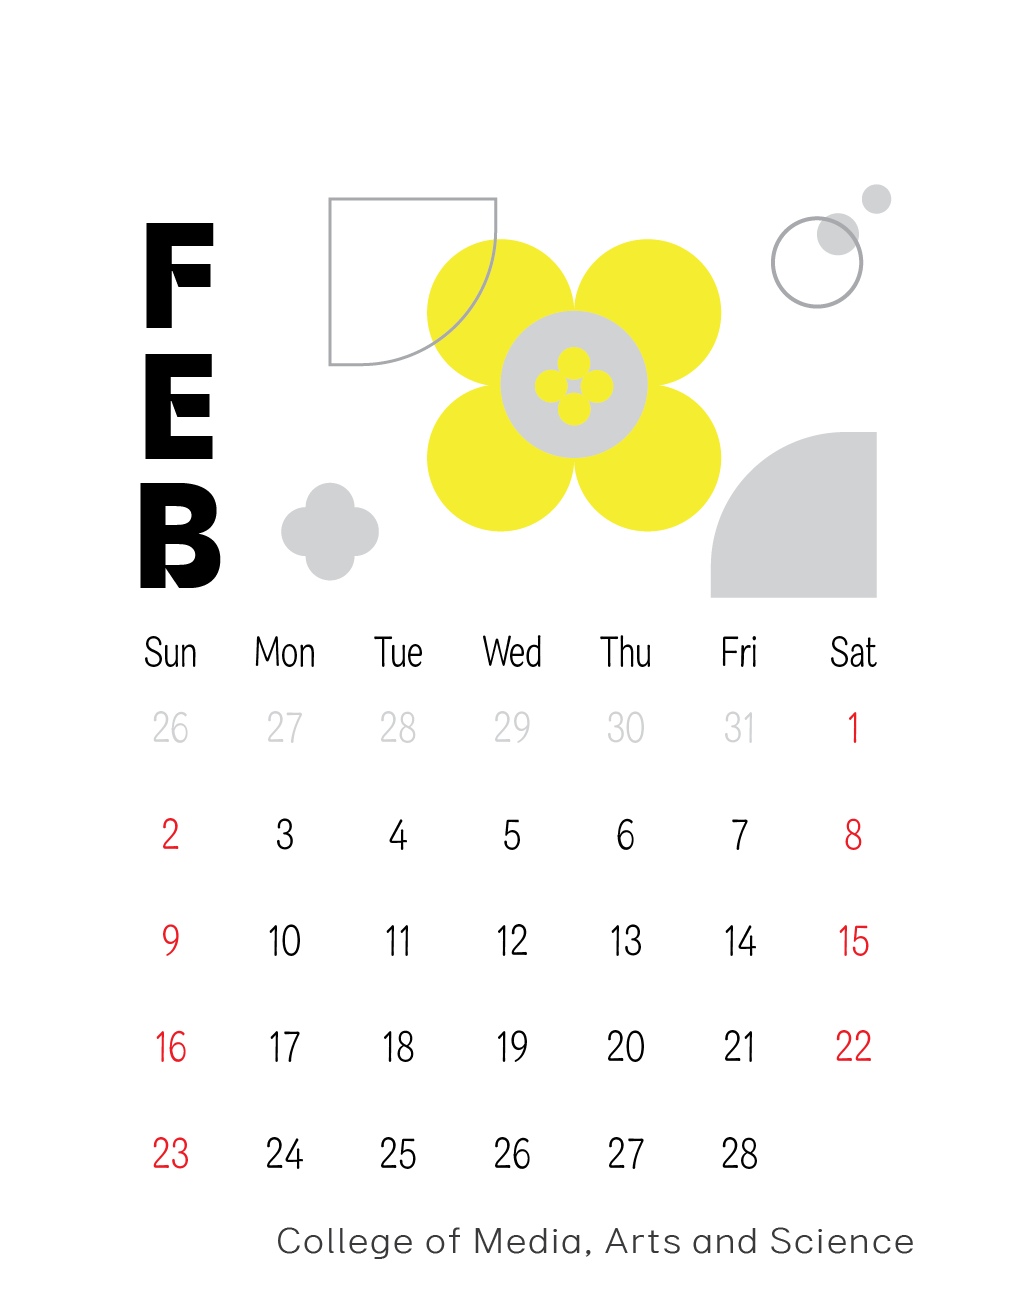 FEB
Sun Mon Tue Wed Thu Fri Sat
26 27 28 29 30 31 1
2 3 4 5 6 7 8
9 10 11 12 13 14 15
16 17 18 19 20 21 22
23 24 25 26 27 28
College of Media, Arts and Science